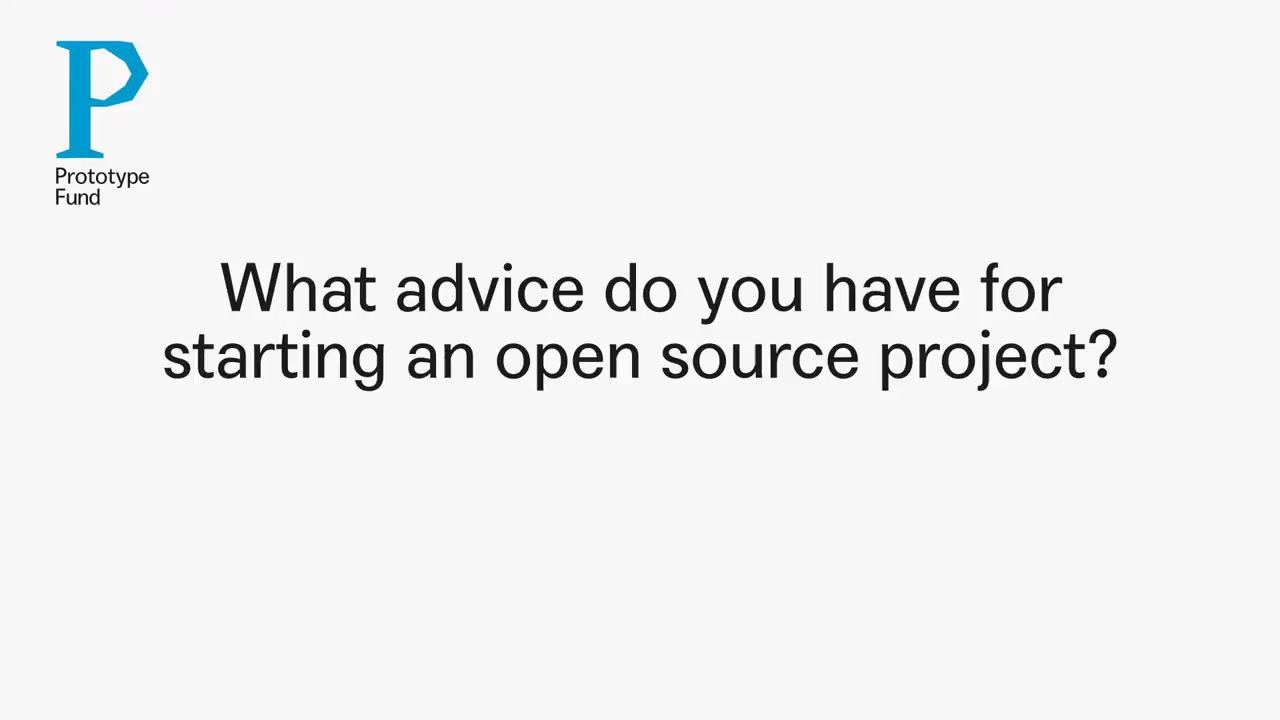 Prototype
Fund
What advice do you have for
starting an open source project?